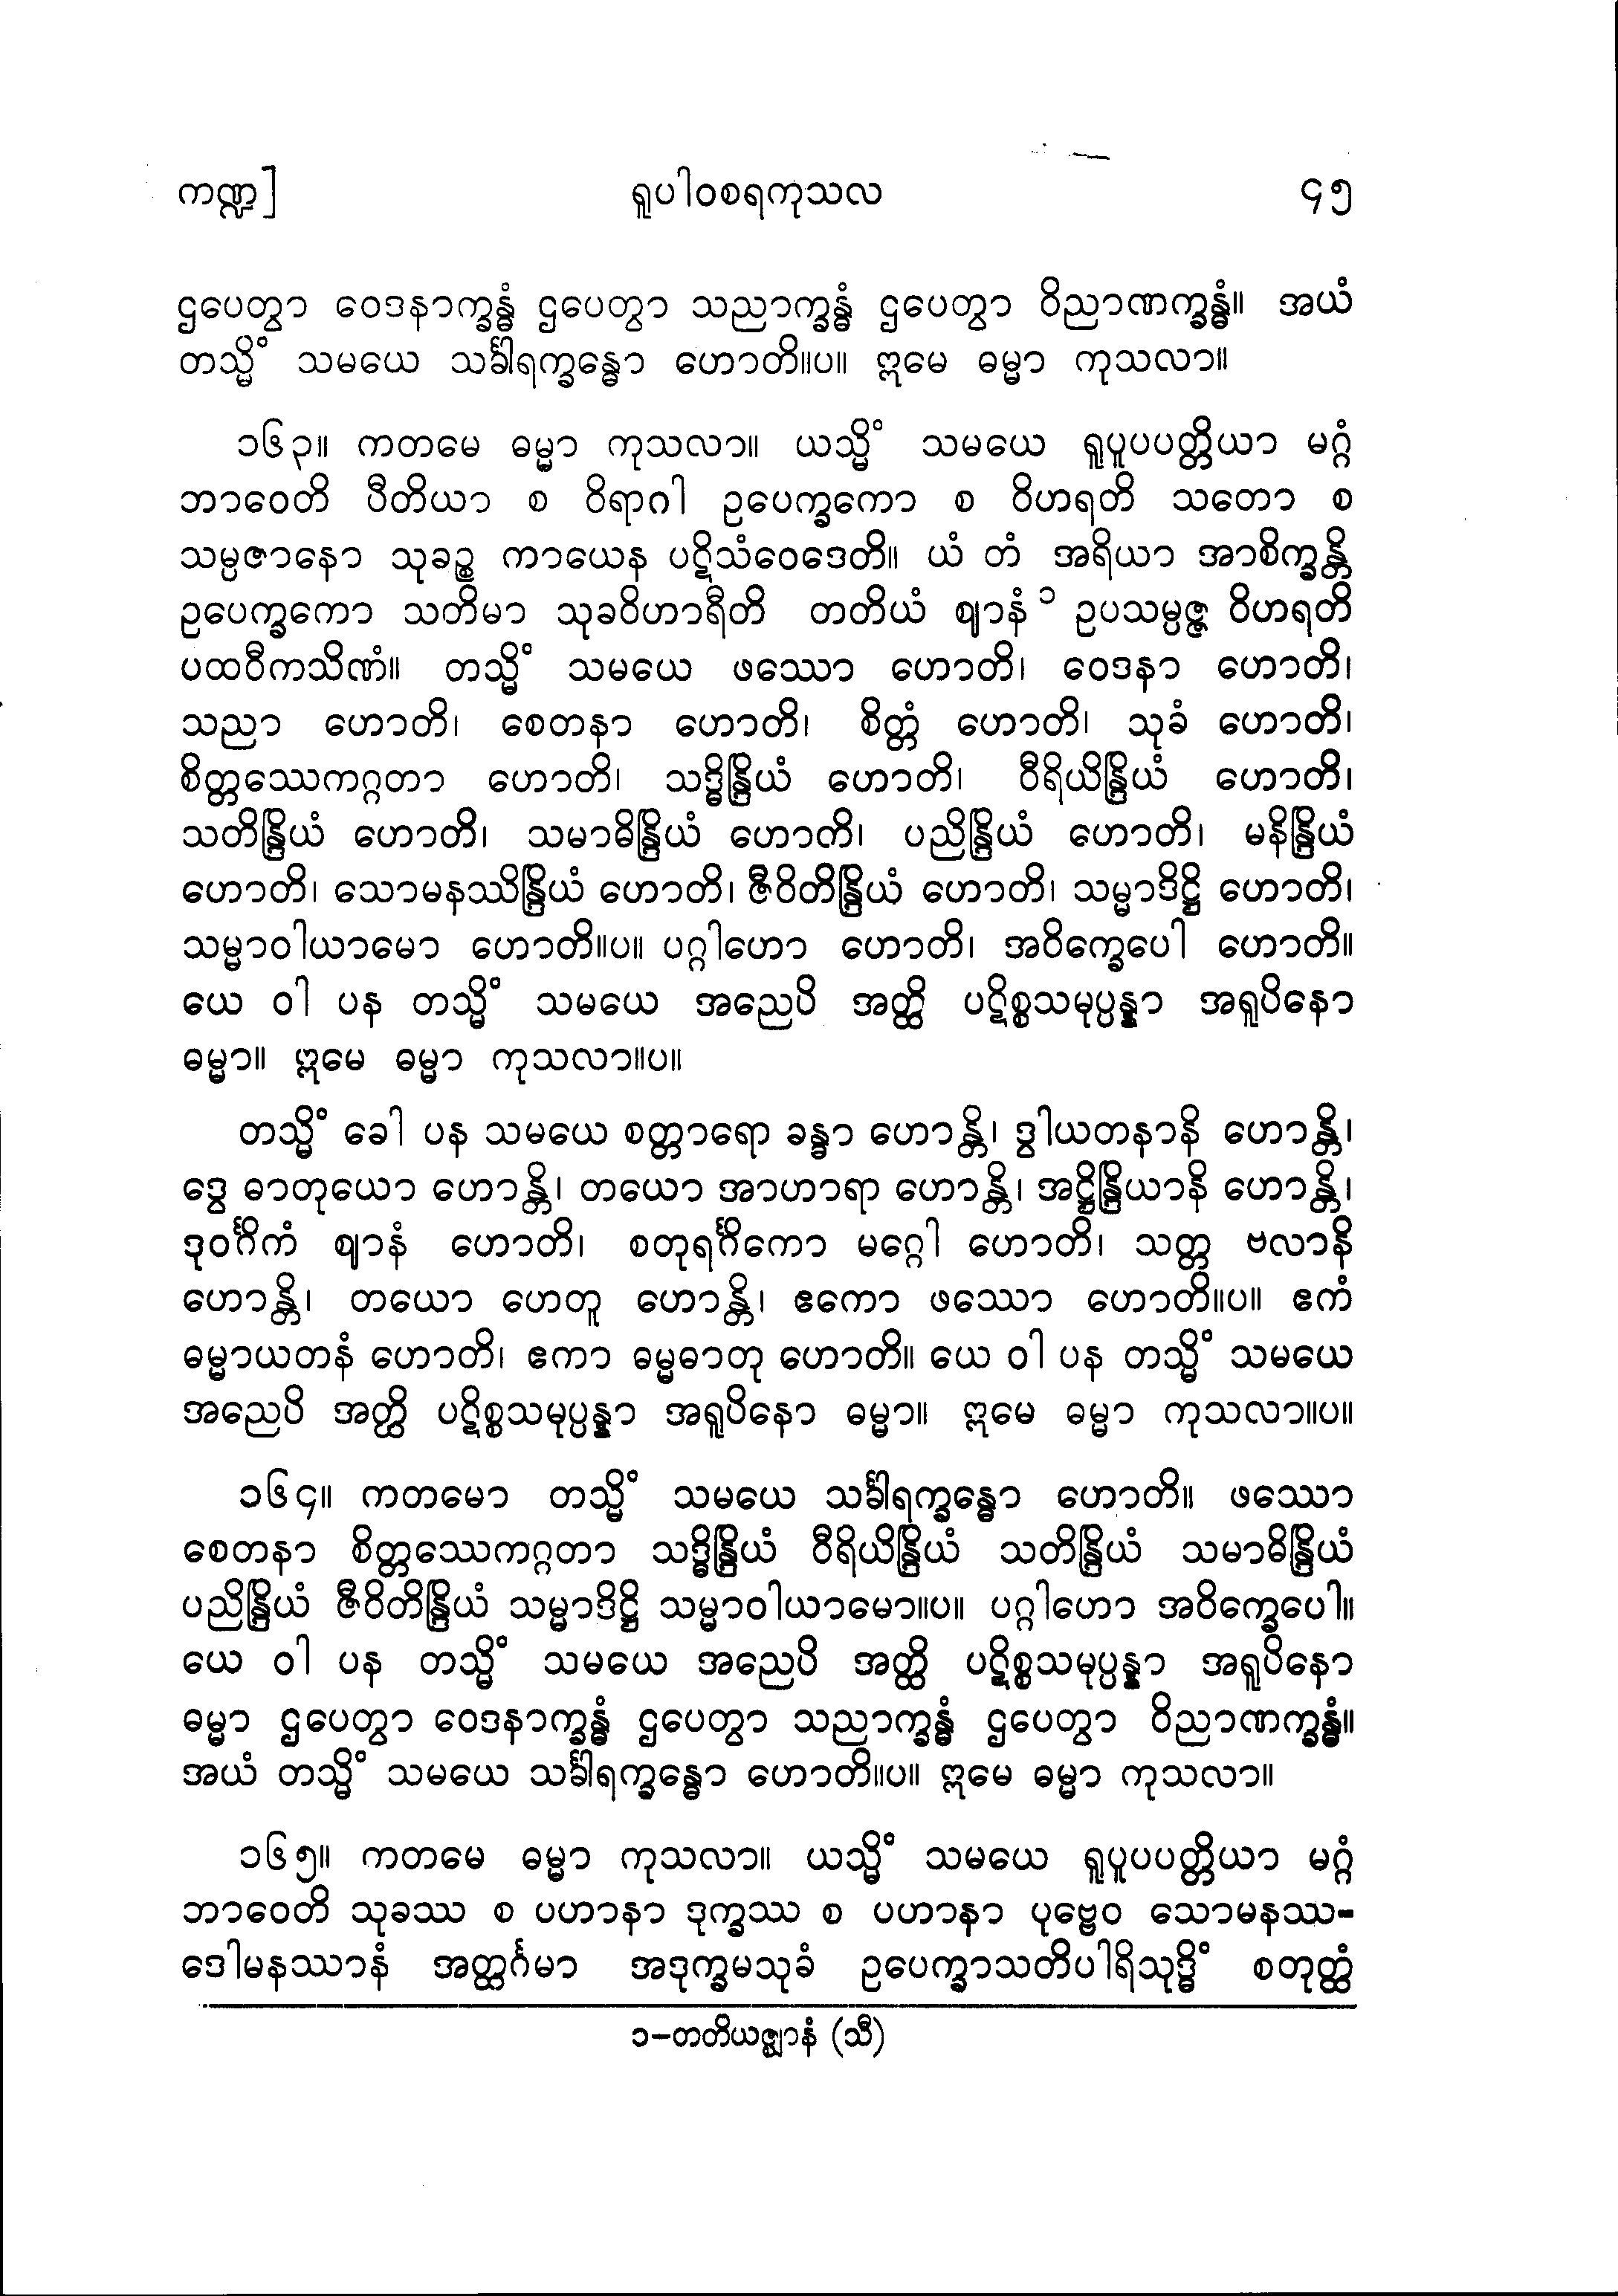 ကဏ္ဍ] ရူပါဝစရကုသလ ၄၅
ဌပေတွာ ဝေဒနာက္ခန္ဓံ ဌပေတွာ သညာက္ခန္ဓံ ဌပေတွာ ဝိညာဏက္ခန္ဓံ။ အယံ
တသ္မိံ သမယေ သင်္ခါရက္ခန္ဓော ဟောတိ။ပ။ ဣမေ ဓမ္မာ ကုသလာ။
၁၆၃။ ကတမေ ဓမ္မာ ကုသလာ။ ယသ္မိံ သမယေ ရူပူပပတ္တိယာ မဂ္ဂံ
ဘာဝေတိ ပီတိယာ စ ဝိရာဂါ ဥပေက္ခကော စ ဝိဟရတိ သတော စ
သမ္ပဇာနော သုခဉ္စ ကာယေန ပဋိသံဝေဒေတိ။ ယံ တံ အရိယာ အာစိက္ခန္တိ
ဥပေက္ခကော သတိမာ သုခဝိဟာရီတိ တတိယံ ဈာနံ ၁ ဥပသမ္ပဇ္ဇ ဝိဟရတိ
ပထဝီကသိဏံ။ တသ္မိံ သမယေ ဖဿော ဟောတိ၊ ဝေဒနာ ဟောတိ၊
သညာ ဟောတိ၊ စေတနာ ဟောတိ၊ စိတ္တံ ဟောတိ၊ သုခံ ဟောတိ၊
စိတ္တဿေကဂ္ဂတာ ဟောတိ၊ သဒ္ဓိန္ဒြိယံ ဟောတိ၊ ဝီရိယိန္ဒြိယံ ဟောတိ၊
သတိန္ဒြိယံ ဟောတိ၊ သမာဓိန္ဒြိယံ ဟောတိ၊ ပညိန္ဒြိယံ ဟောတိ၊ မနိန္ဒြိယံ
ဟောတိ၊ သောမနဿိန္ဒြိယံ ဟောတိ၊ ဇီဝိတိန္ဒြိယံ ဟောတိ၊ သမ္မာဒိဋ္ဌိ ဟောတိ၊
သမ္မာဝါယာမော ဟောတိ။ပ။ ပဂ္ဂါဟော ဟောတိ၊ အဝိက္ခေပေါ ဟောတိ။
ယေ ဝါ ပန တသ္မိံ သမယေ အညေပိ အတ္ထိ ပဋိစ္စသမုပ္ပန္နာ အရူပိနော
ဓမ္မာ။ ဣမေ ဓမ္မာ ကုသလာ။ပ။
တသ္မိံ ခေါ ပန သမယေ စတ္တာရော ခန္ဓာ ဟောန္တိ၊ ဒွါယတနာနိ ဟောန္တိ၊
ဒွေ ဓာတုယော ဟောန္တိ၊ တယော အာဟာရာ ဟောန္တိ၊ အဋ္ဌိန္ဒြိယာနိ ဟောန္တိ၊
ဒုဝင်္ဂိကံ ဈာနံ ဟောတိ၊ စတုရင်္ဂိကော မဂ္ဂေါ ဟောတိ၊ သတ္တ ဗလာနိ
ဟောန္တိ၊ တယော ဟေတူ ဟောန္တိ၊ ဧကော ဖဿော ဟောတိ။ပ။ ဧကံ
ဓမ္မာယတနံ ဟောတိ၊ ဧကာ ဓမ္မဓာတု ဟောတိ။ ယေ ဝါ ပန တသ္မိံ သမယေ
အညေပိ အတ္ထိ ပဋိစ္စသမုပ္ပန္နာ အရူပိနော ဓမ္မာ။ ဣမေ ဓမ္မာ ကုသလာ။ပ။
၁၆၄။ ကတမော တသ္မိံ သမယေ သင်္ခါရက္ခန္ဓော ဟောတိ။ ဖဿော
စေတနာ စိတ္တဿေကဂ္ဂတာ သဒ္ဓိန္ဒြိယံ ဝီရိယိန္ဒြိယံ သတိန္ဒြိယံ သမာဓိန္ဒြိယံ
ပညိန္ဒြိယံ ဇီဝိတိန္ဒြိယံ သမ္မာဒိဋ္ဌိ သမ္မာဝါယာမော။ပ။ ပဂ္ဂါဟော အဝိက္ခေပေါ။
ယေ ဝါ ပန တသ္မိံ သမယေ အညေပိ အတ္ထိ ပဋိစ္စသမုပ္ပန္နာ အရူပိနော
ဓမ္မာ ဌပေတွာ ဝေဒနာက္ခန္ဓံ ဌပေတွာ သညာက္ခန္ဓံ ဌပေတွာ ဝိညာဏက္ခန္ဓံ။
အယံ တသ္မိံ သမယေ သင်္ခါရက္ခန္ဓော ဟောတိ။ပ။ ဣမေ ဓမ္မာ ကုသလာ။
၁၆၅။ ကတမေ ဓမ္မာ ကုသလာ။ ယသ္မိံ သမယေ ရူပူပပတ္တိယာ မဂ္ဂံ
ဘာဝေတိ သုခဿ စ ပဟာနာ ဒုက္ခဿ စ ပဟာနာ ပုဗ္ဗေဝ သောမနဿ-
ဒေါမနဿာနံ အတ္ထင်္ဂမာ အဒုက္ခမသုခံ ဥပေက္ခာသတိပါရိသုဒ္ဓိံ စတုတ္ထံ
၁-တတိယဇ္ဈာနံ (သီ)